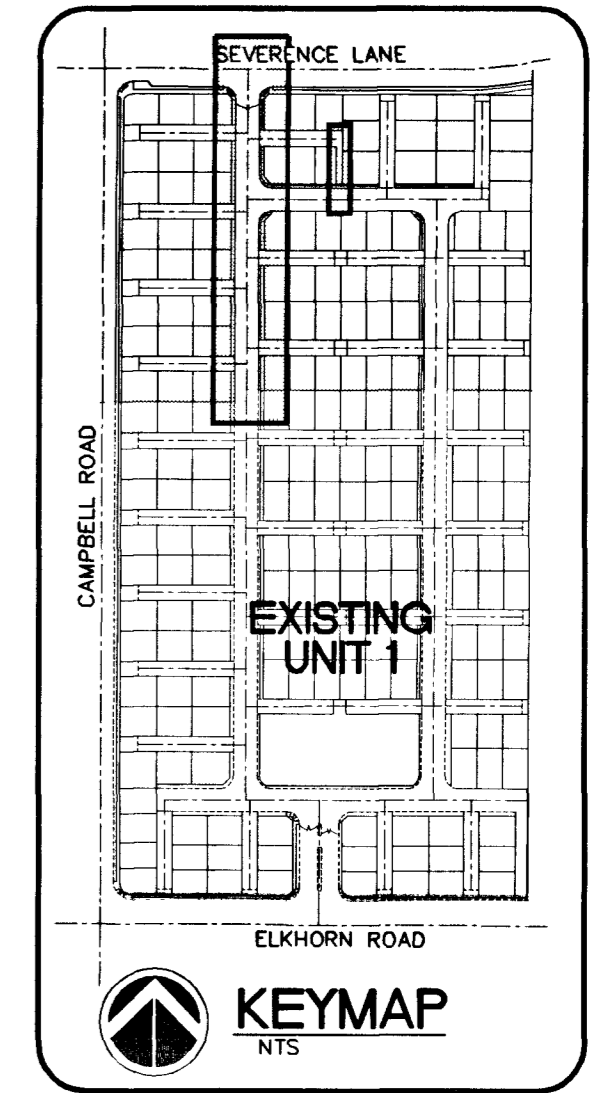 SEVERENCE LANE
CAMPBELL ROAD
EXISTING
UNIT 1
ELKHORN ROAD
KEYMAP
NTS